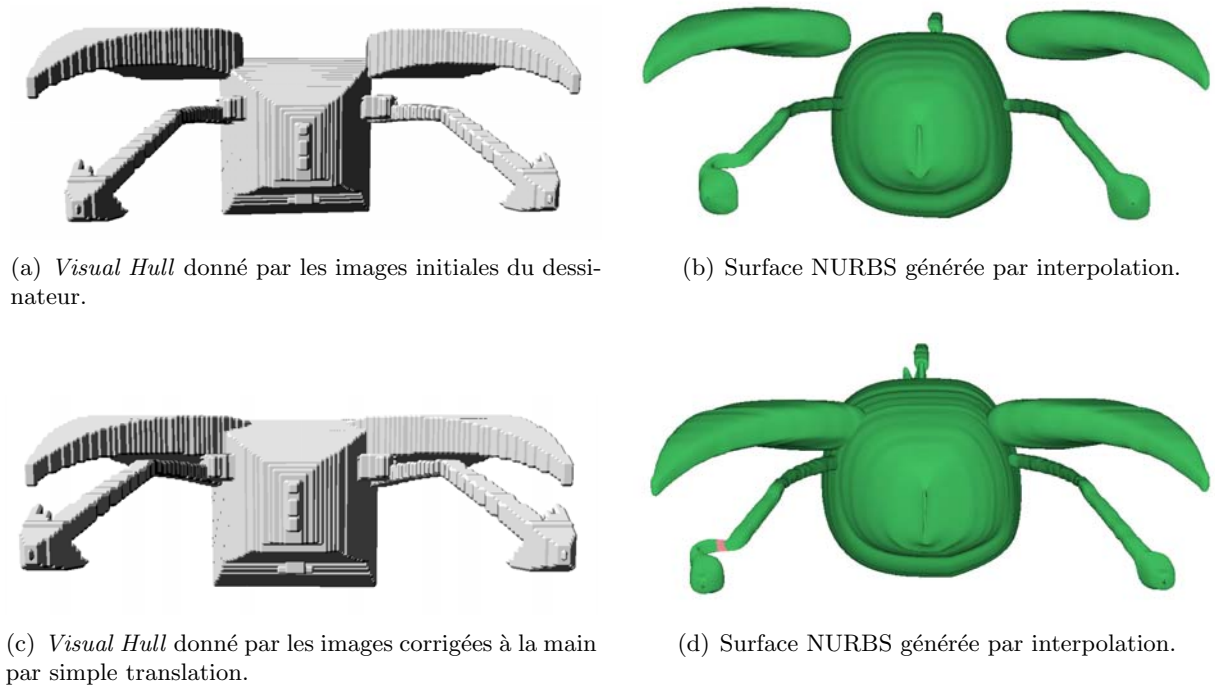 (a) Visual Hull donné par les images initiales du dessi-
nateur.
(b) Surface NURBS générée par interpolation.
(c) Visual Hull donné par les images corrigées à la main
par simple translation.
(d) Surface NURBS générée par interpolation.